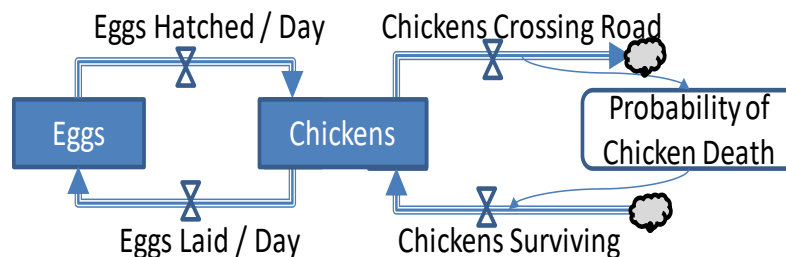 Eggs Hatched / Day
Chickens Crossing Road
Eggs
Chickens
Probability of
Chicken Death
Eggs Laid / Day
Chickens Surviving